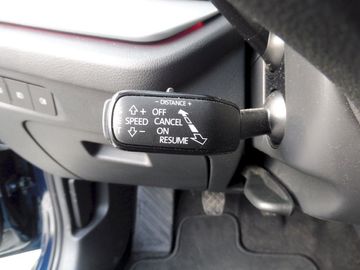 - DISTANCE +
+ OFF
SPEED CANCEL
- ON
RESUME